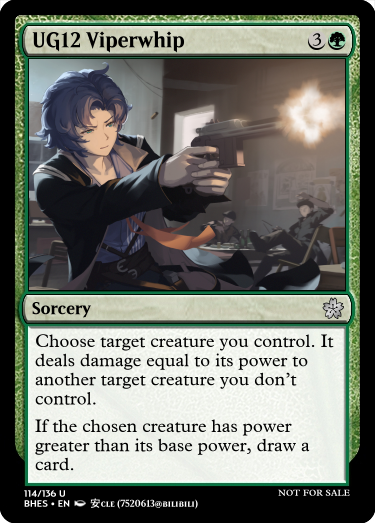 UG12 Viperwhip 3
Sorcery
Choose target creature you control. It
deals damage equal to its power to
another target creature you don't
control.
If the chosen creature has power
greater than its base power, draw a
card.
114/136 U
NOT FOR SALE
BHES • EN 安CLE (7520613@BILIBILI)